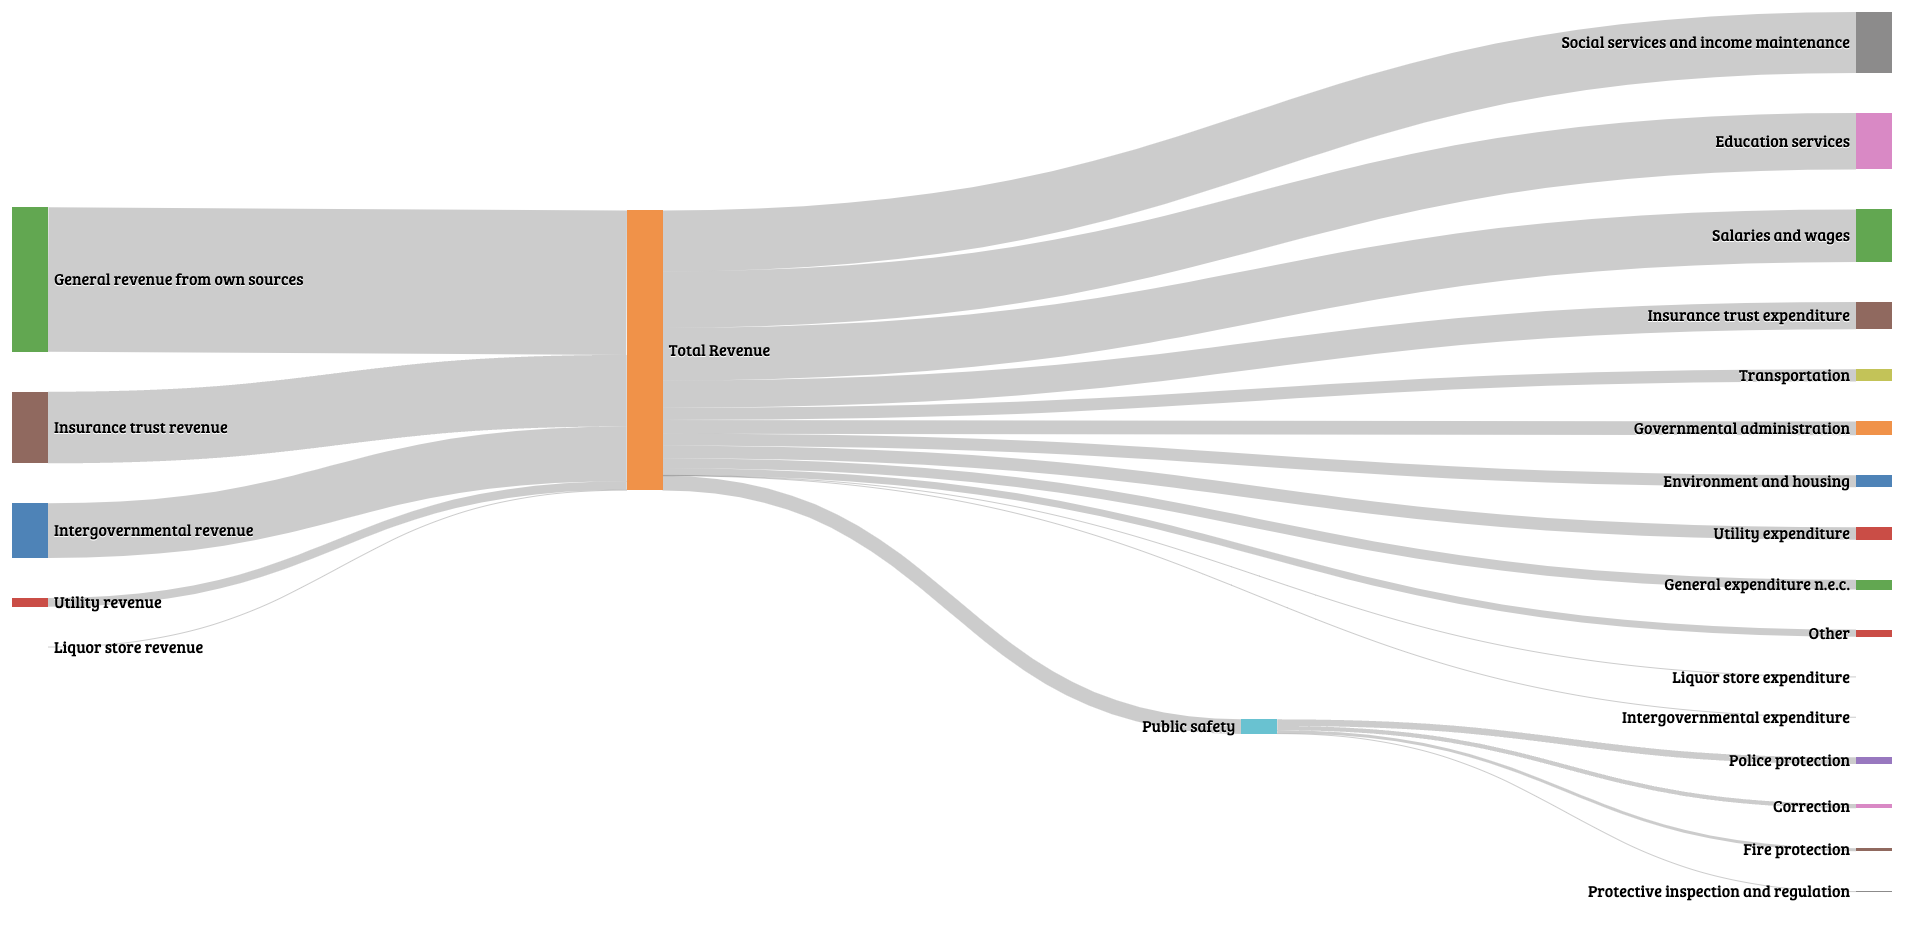 Social services and income maintenance
Education services
Salaries and wages
General revenue from own sources
Insurance trust expenditure
Total Revenue
Transportation
Insurance trust revenue
Governmental administration
Environment and housing
Intergovernmental revenue
Utility expenditure
General expenditure n.e.c.
Utility revenue
Other
Liquor store revenue
Liquor store expenditure
Intergovernmental expenditure
Public safety
Police protection
Correction
Fire protection
Protective inspection and regulation